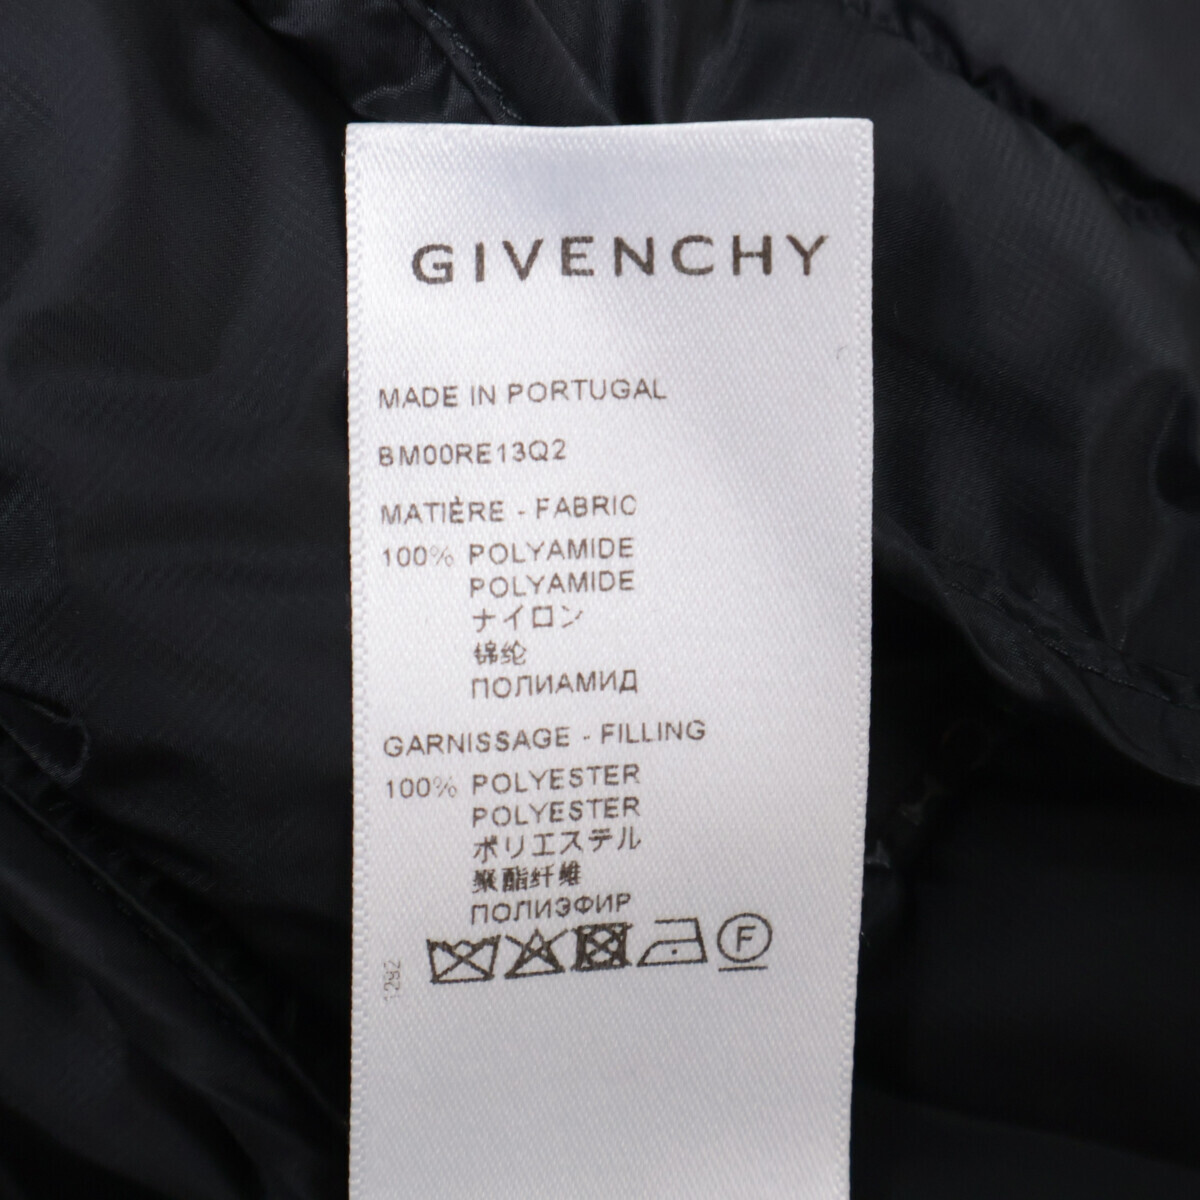 GIVENCHY
MADE IN PORTUGAL
BM00RE13Q2
MATIÈRE - FABRIC
100% POLYAMIDE
POLYAMIDE
ナイロン
锦纶
ПОЛИАМИД
GARNISSAGE - FILLING
100% POLYESTER
POLYESTER
ポリエステル
聚酯纤维
ПОЛИЭФИР
F
1292